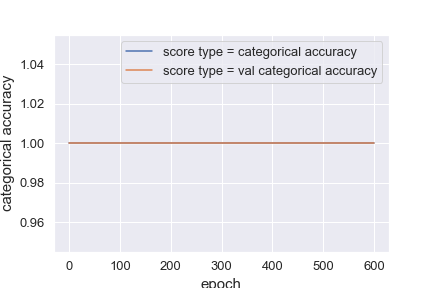 score type = categorical accuracy
score type = val categorical accuracy
categorical accuracy
1.04
1.02
1.00
0.98
0.96
0 100 200 300 400 500 600
epoch